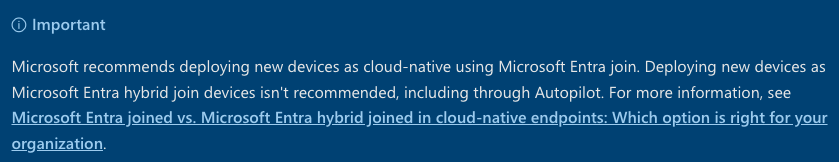 Important
Microsoft recommends deploying new devices as cloud-native using Microsoft Entra join. Deploying new devices as
Microsoft Entra hybrid join devices isn't recommended, including through Autopilot. For more information, see
Microsoft Entra joined vs. Microsoft Entra hybrid joined in cloud-native endpoints: Which option is right for your
organization.